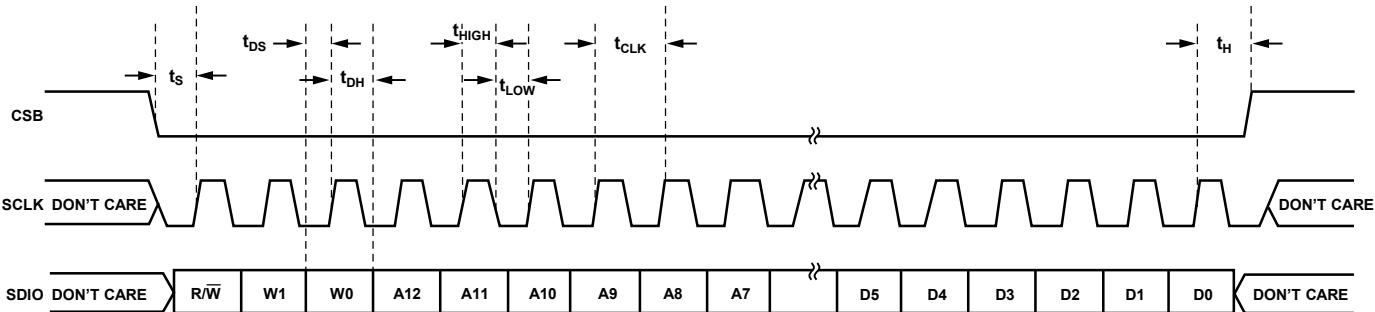 tDS
tHIGH
tCLK
tH
tS
tDH
tLOW
CSB
SCLK DON'T CARE
DON'T CARE
SDIO DON'T CARE R/W̅ W1 W0 A12 A11 A10 A9 A8 A7 D5 D4 D3 D2 D1 D0 DON'T CARE